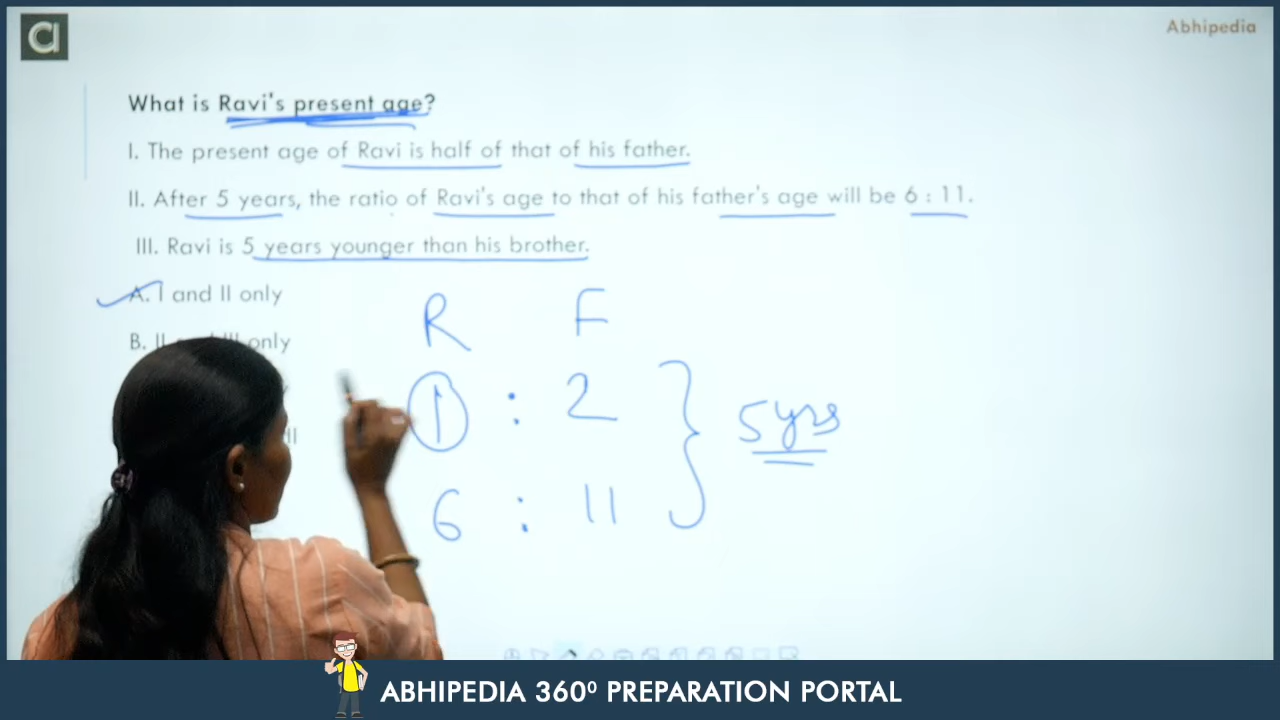 Abhipedia
What is Ravi's present age?
I. The present age of Ravi is half of that of his father.
II. After 5 years, the ratio of Ravi's age to that of his father's age will be 6 : 11.
III. Ravi is 5 years younger than his brother.
A. I and II only
B. II only
R F
1 : 2
5 yrs
6 : 11
ABHIPEDIA 360⁰ PREPARATION PORTAL